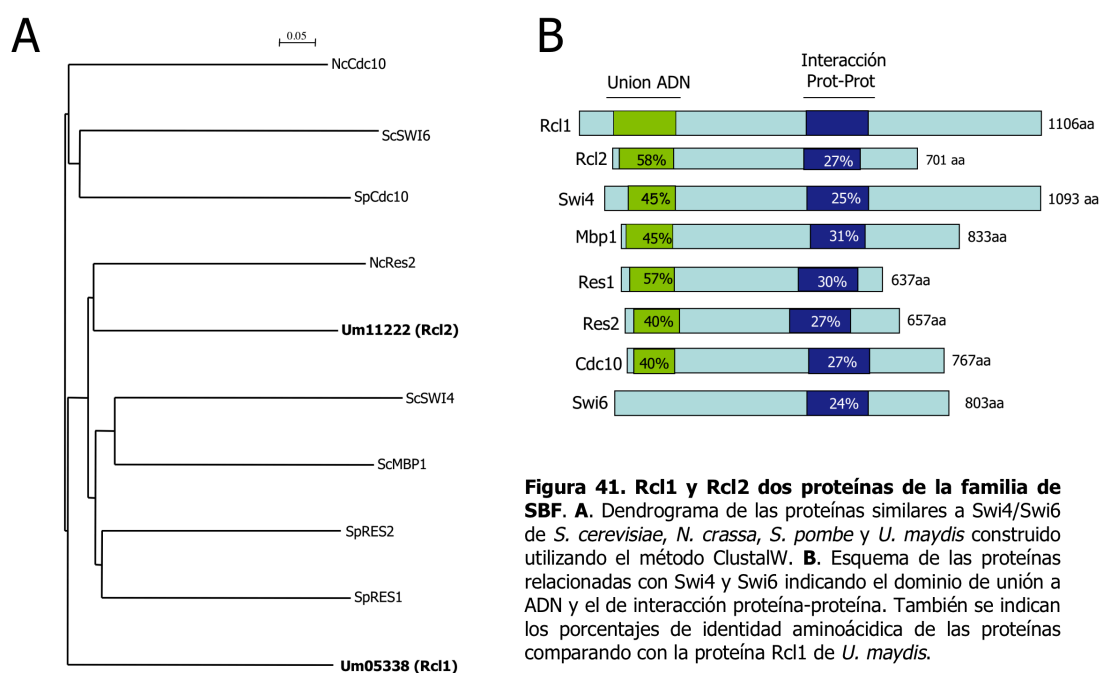 A
0.05
NcCdc10
ScSWI6
SpCdc10
NcRes2
Um11222 (Rcl2)
ScSWI4
ScMBP1
SpRES2
SpRES1
Um05338 (Rcl1)
B
Union ADN
Interacción
Prot-Prot
Rcl1 1106aa
Rcl2 58% 27% 701 aa
Swi4 45% 25% 1093 aa
Mbp1 45% 31% 833aa
Res1 57% 30% 637aa
Res2 40% 27% 657aa
Cdc10 40% 27% 767aa
Swi6 24% 803aa
Figura 41. Rcl1 y Rcl2 dos proteínas de la familia de
SBF. A. Dendrograma de las proteínas similares a Swi4/Swi6
de S. cerevisiae, N. crassa, S. pombe y U. maydis construido
utilizando el método ClustalW. B. Esquema de las proteínas
relacionadas con Swi4 y Swi6 indicando el dominio de unión a
ADN y el de interacción proteína-proteína. También se indican
los porcentajes de identidad aminoácidica de las proteínas
comparando con la proteína Rcl1 de U. maydis.